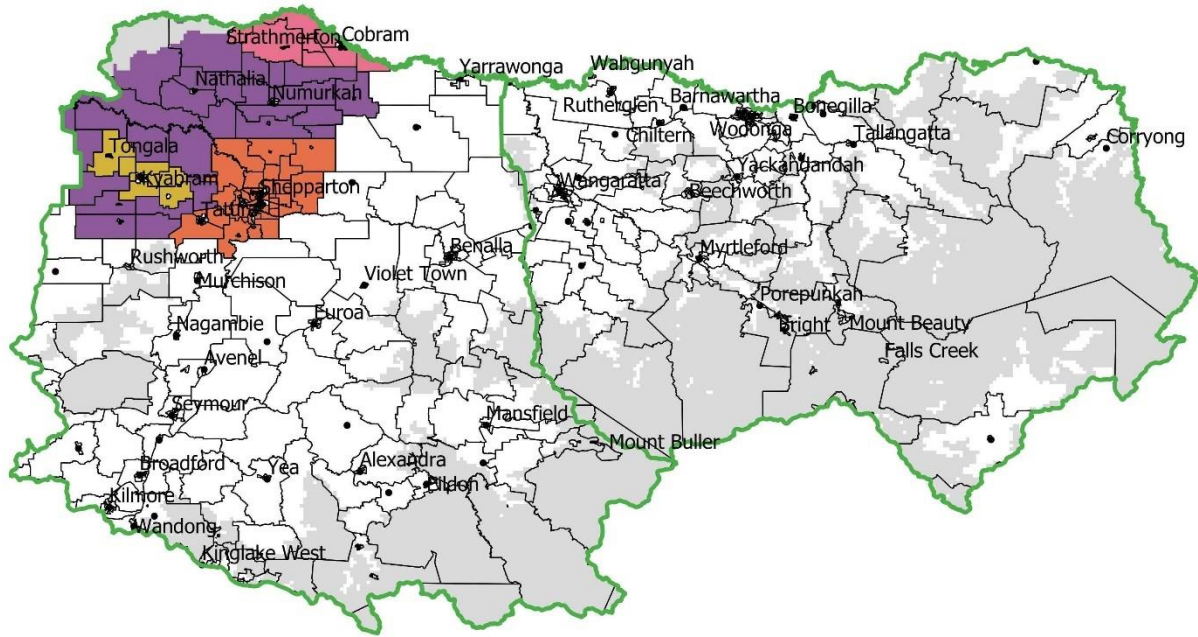 Strathmerton
Cobram
Nathalia
Numurkah
Yarrawonga
Wahgunyah
Rutherglen
Barnawartha
Bonegilla
Chiltern
Wodonga
Tallangatta
Corryong
Tongala
Kyabram
Shepparton
Yackandandah
Wangaratta
Beechworth
Rushworth
Murchison
Violet Town
Benalla
Myrtleford
Nagambie
Euroa
Porepunkah
Bright
Mount Beauty
Falls Creek
Avenel
Seymour
Mansfield
Mount Buller
Broadford
Yea
Alexandra
Eildon
Kilmore
Wandong
Kinglake West